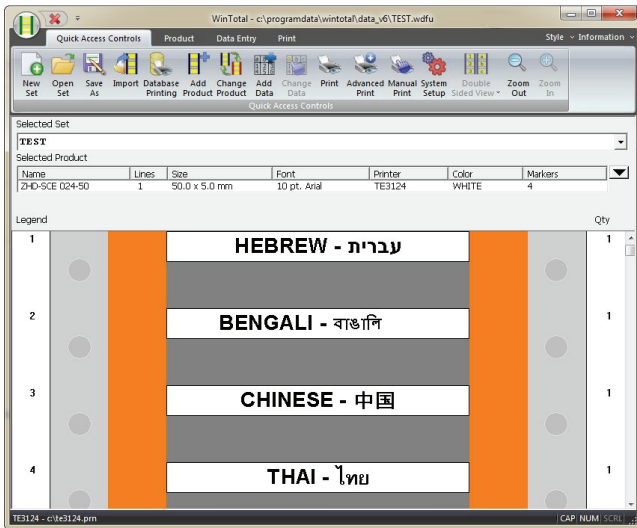 WinTotal - c:\programdata\wintotal\data_v6\TEST.wdfu
Quick Access Controls Product Data Entry Print Style Information
New Set Open Set Save As Import Database Printing Add Product Change Product Add Data Change Data Print Advanced Print Manual Print System Setup Double Sided View Zoom Out Zoom In
Quick Access Controls
Selected Set
TEST
Selected Product
Name Lines Size Font Printer Color Markers
ZHD-SCE 024-50 1 50.0 x 5.0 mm 10 pt. Arial TE3124 WHITE 4
Legend Qty
1 HEBREW - עברית 1
2 BENGALI - বাঙালি 1
3 CHINESE - 中国 1
4 THAI - ไทย 1
TE3124 - c:\te3124.prn CAP NUM SCRL